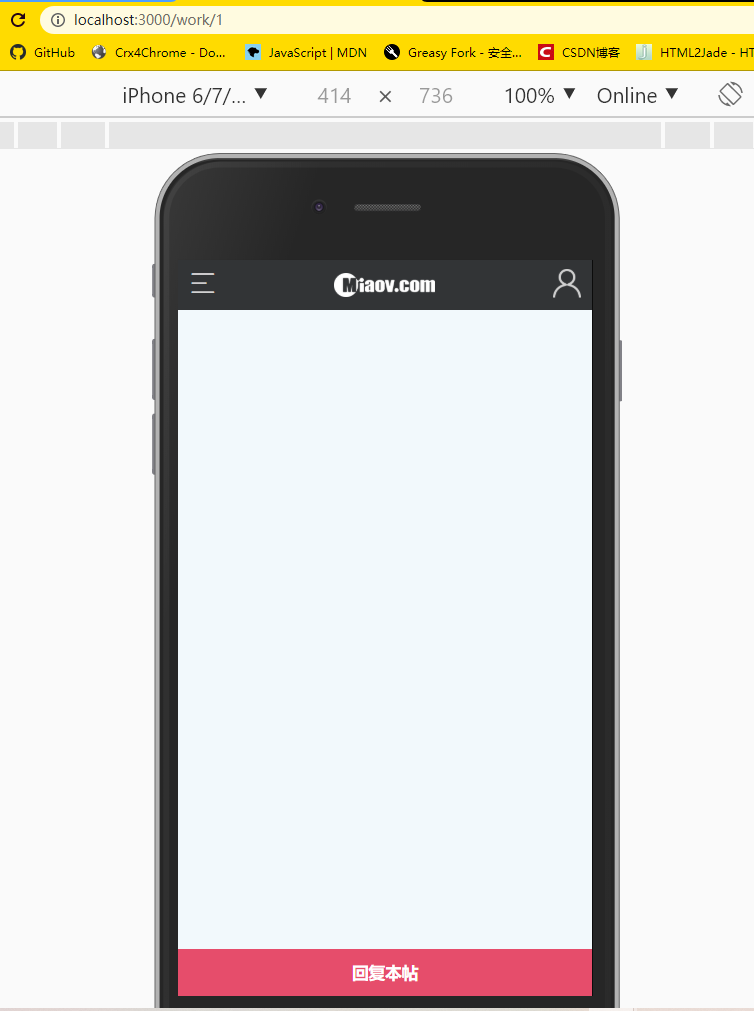 localhost:3000/work/1
GitHub Crx4Chrome - Do... JavaScript | MDN Greasy Fork - 安全... CSDN博客 HTML2Jade - HT
iPhone 6/7/... ▼ 414 × 736 100% ▼ Online ▼
Miaov.com
回复本帖